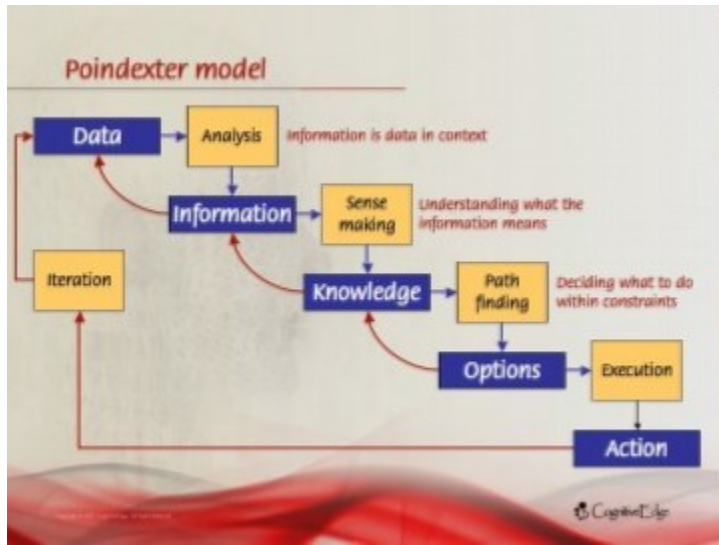 Poindexter model
Data
Analysis
Information is data in context
Information
Sense
making
Understanding what the
information means
Iteration
Knowledge
Path
finding
Deciding what to do
within constraints
Options
Execution
Action
CognitiveEdge